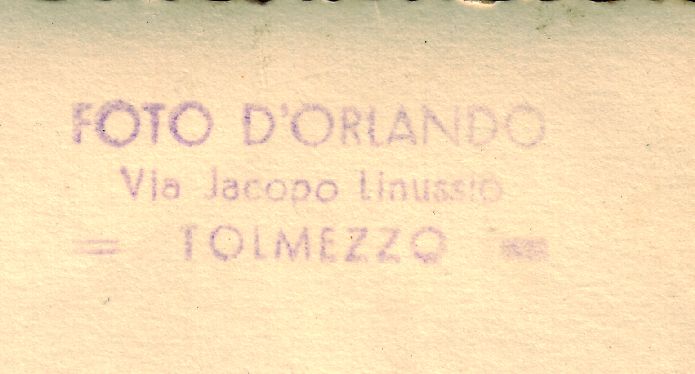 FOTO D'ORLANDO
Via Jacopo Linussio
= TOLMEZZO =